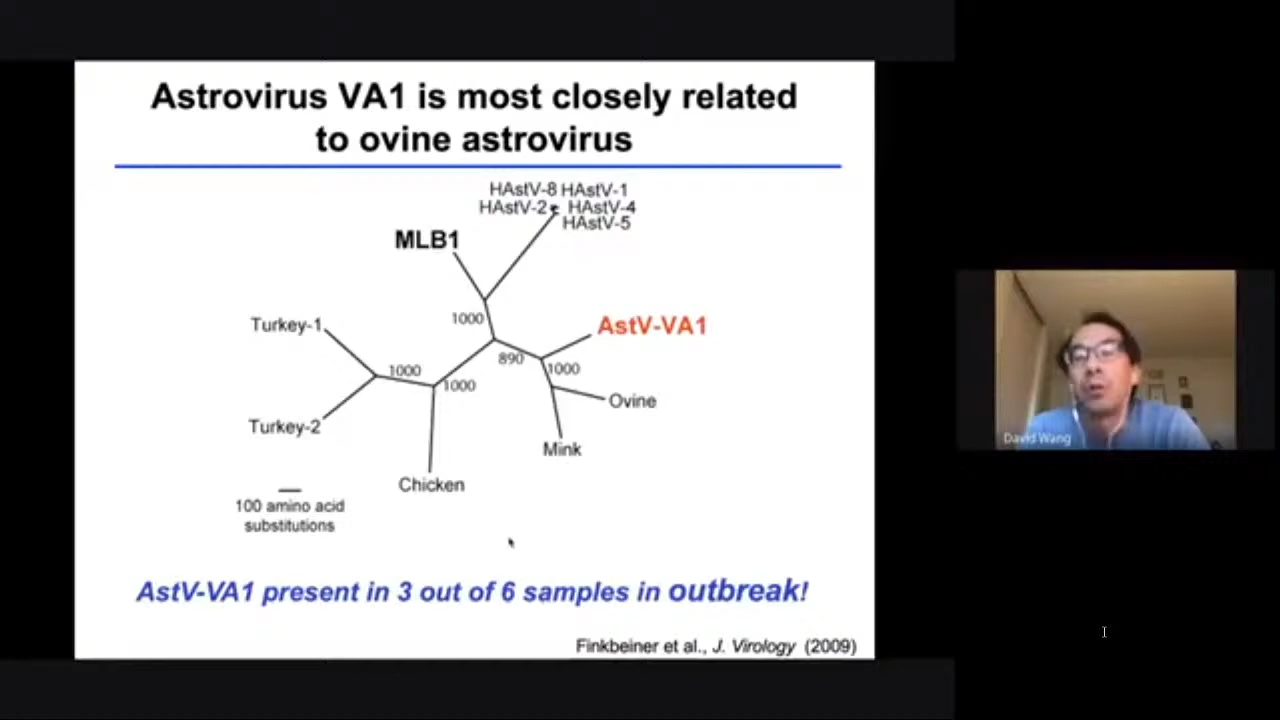 Astrovirus VA1 is most closely related
to ovine astrovirus
HAstV-8 HAstV-1
HAstV-2 HAstV-4
HAstV-5
MLB1
Turkey-1
1000
AstV-VA1
890
1000
1000
1000
Ovine
Turkey-2
Mink
Chicken
100 amino acid
substitutions
AstV-VA1 present in 3 out of 6 samples in outbreak!
Finkbeiner et al., J. Virology (2009)
David Wang